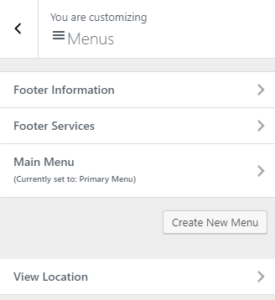 You are customizing
Menus
Footer Information
Footer Services
Main Menu
(Currently set to: Primary Menu)
Create New Menu
View Location